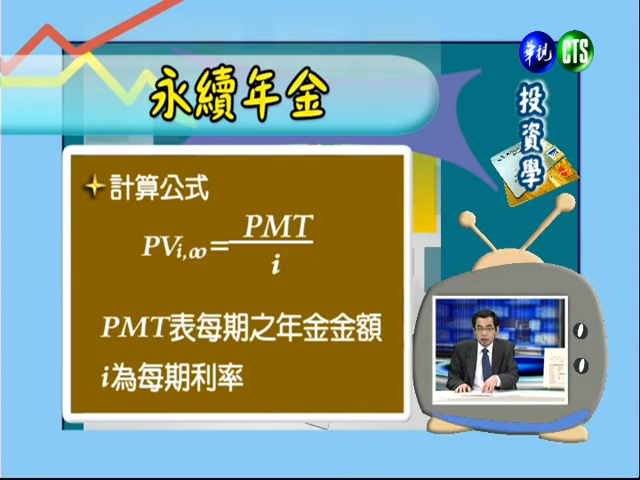 華視 CTS
永續年金
投資學
計算公式
PVi,∞=PMT/i
PMT表每期之年金金額
i為每期利率